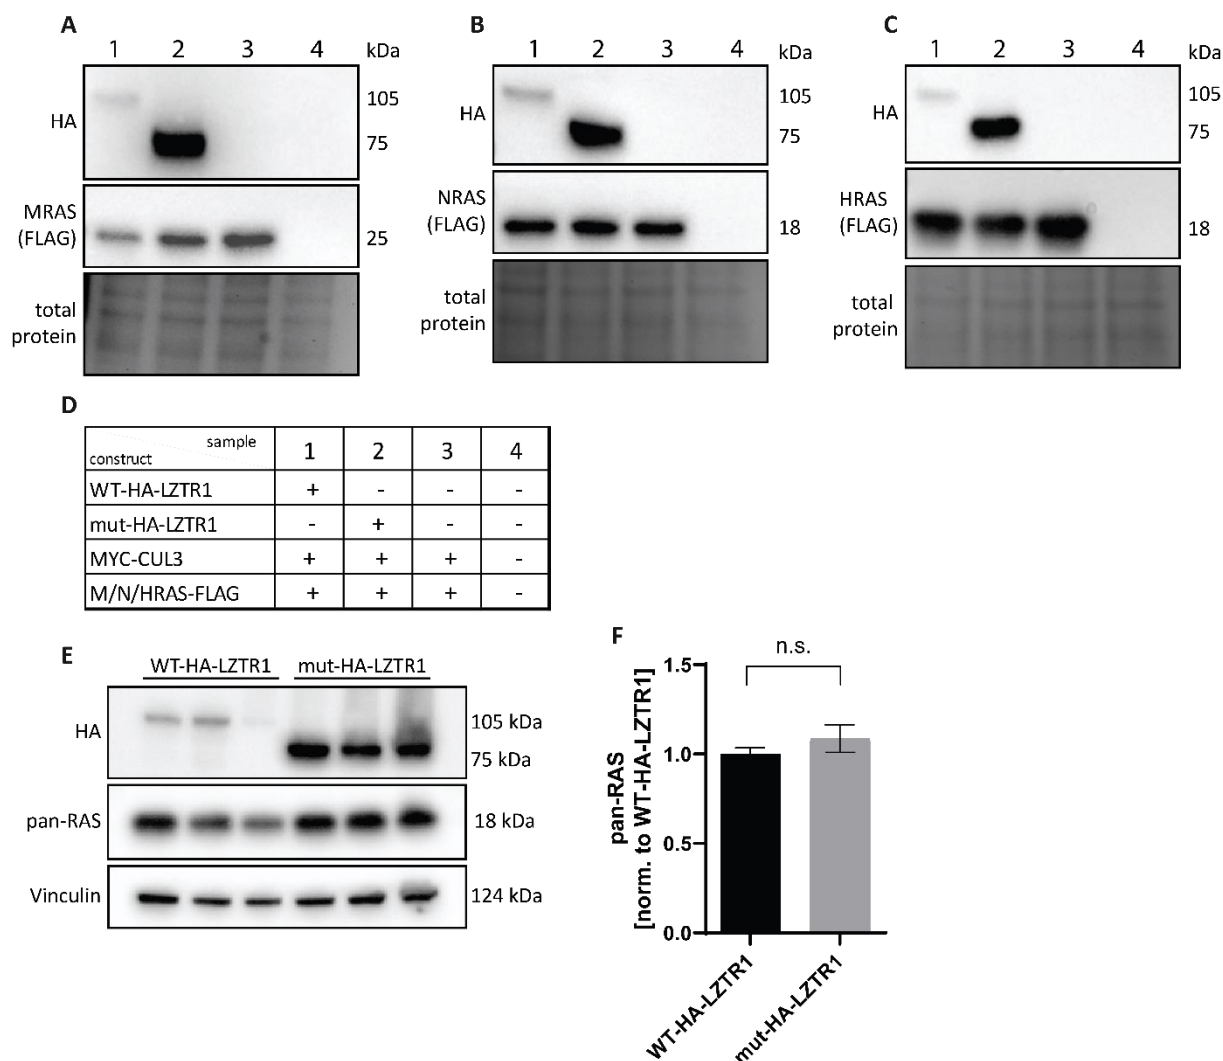 A
1 2 3 4 kDa
HA
105
75
MRAS
(FLAG)
25
total
protein
B
1 2 3 4 kDa
HA
105
75
NRAS
(FLAG)
18
total
protein
C
1 2 3 4 kDa
HA
105
75
HRAS
(FLAG)
18
total
protein
D
sample
construct
1 2 3 4
WT-HA-LZTR1 + - - -
mut-HA-LZTR1 - + - -
MYC-CUL3 + + + -
M/N/HRAS-FLAG + + + -
E
WT-HA-LZTR1 mut-HA-LZTR1
HA
105 kDa
75 kDa
pan-RAS
18 kDa
Vinculin
124 kDa
F
n.s.
pan-RAS
[norm. to WT-HA-LZTR1]
1.5
1.0
0.5
0.0
WT-HA-LZTR1
mut-HA-LZTR1